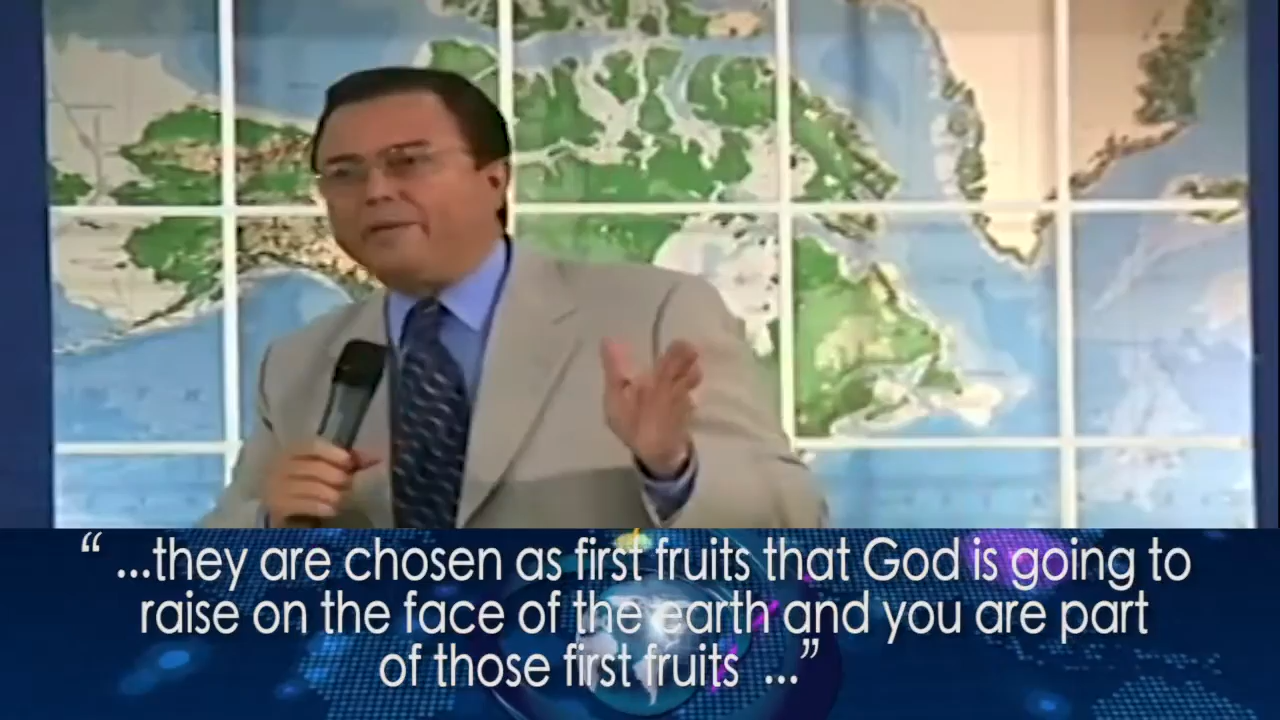 “ ...they are chosen as first fruits that God is going to
raise on the face of the earth and you are part
of those first fruits ...”